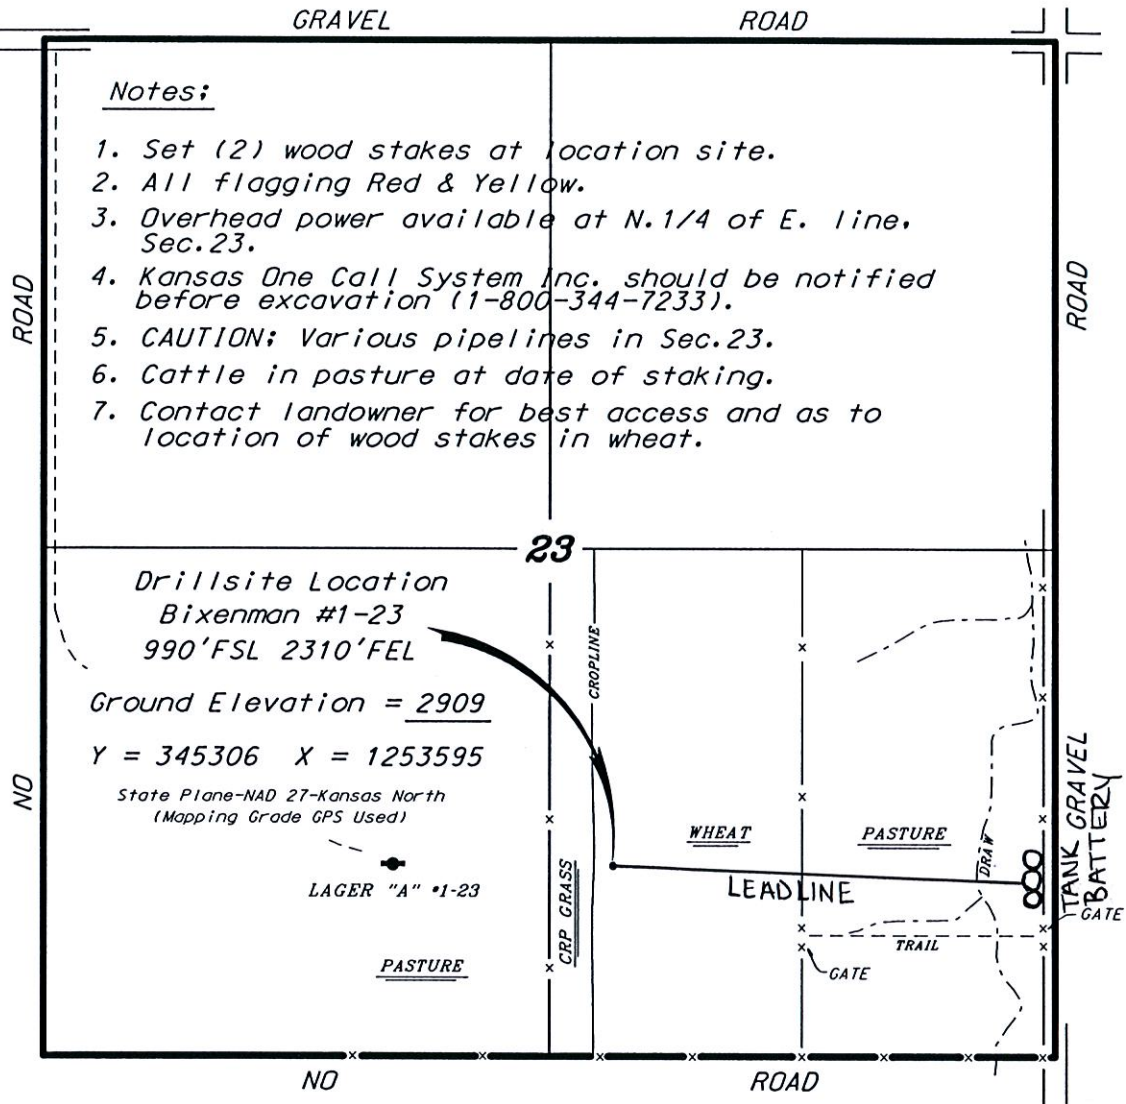 GRAVEL ROAD
Notes:
1. Set (2) wood stakes at location site.
2. All flagging Red & Yellow.
3. Overhead power available at N.1/4 of E. line,
Sec.23.
4. Kansas One Call System Inc. should be notified
before excavation (1-800-344-7233).
5. CAUTION: Various pipelines in Sec.23.
6. Cattle in pasture at date of staking.
7. Contact landowner for best access and as to
location of wood stakes in wheat.
ROAD
ROAD
23
Drillsite Location
Bixenman #1-23
990'FSL 2310'FEL
Ground Elevation = 2909
Y = 345306 X = 1253595
State Plane-NAD 27-Kansas North
(Mapping Grade GPS Used)
CROPLINE
NO
WHEAT
PASTURE
DRAW
GRAVEL
TANK
BATTERY
LEADLINE
LAGER "A" #1-23
CRP GRASS
GATE
TRAIL
PASTURE
GATE
NO ROAD